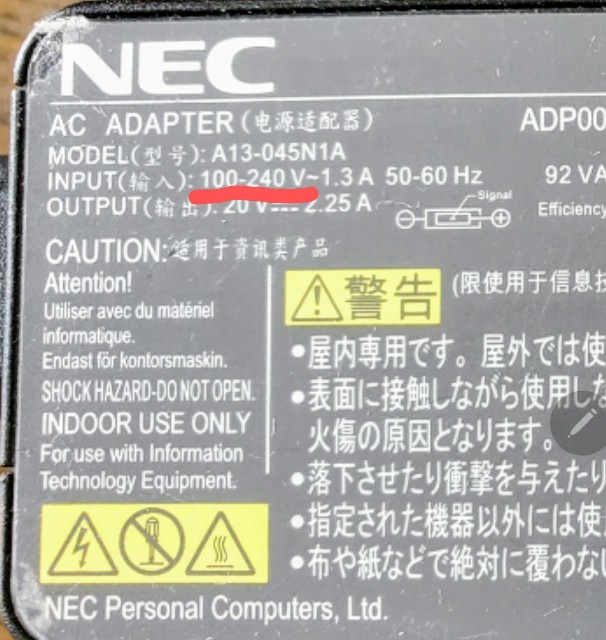 NEC
AC ADAPTER (电源适配器) ADP00
MODEL(型号): A13-045N1A
INPUT(输入): 100-240 V~1.3 A 50-60 Hz 92 VA
OUTPUT(输出): 20 V⎓2.25 A Signal Efficiency
CAUTION: 适用于资讯类产品
Attention!
Utiliser avec du matériel
informatique.
Endast för kontorsmaskin.
SHOCK HAZARD-DO NOT OPEN.
INDOOR USE ONLY
For use with Information
Technology Equipment.
警告 (限使用于信息技
•屋内専用です。屋外では使
•表面に接触しながら使用した
火傷の原因となります。
•落下させたり衝撃を与えたり
•指定された機器以外には使
•布や紙などで絶対に覆わない
NEC Personal Computers, Ltd.